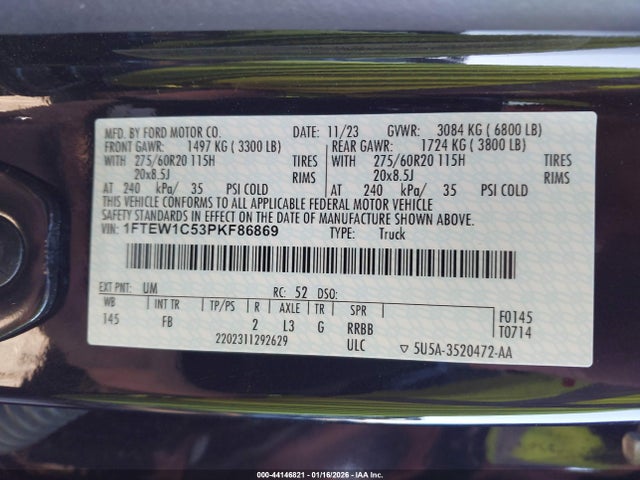 MFD. BY FORD MOTOR CO. DATE: 11/23 GVWR: 3084 KG ( 6800 LB)
FRONT GAWR: 1497 KG ( 3300 LB) REAR GAWR: 1724 KG ( 3800 LB)
WITH 275/60R20 115H TIRES WITH 275/60R20 115H TIRES
20x8.5J RIMS 20x8.5J RIMS
AT 240 kPa/ 35 PSI COLD AT 240 kPa/ 35 PSI COLD
THIS VEHICLE CONFORMS TO ALL APPLICABLE FEDERAL MOTOR VEHICLE
SAFETY STANDARDS IN EFFECT ON THE DATE OF MANUFACTURE SHOWN ABOVE.
VIN: 1FTEW1C53PKF86869 TYPE: Truck
EXT PNT: UM RC: 52 DSO:
WB INT TR TP/PS R AXLE TR SPR F0145
145 FB 2 L3 G RRBB T0714
2202311292629 ULC ▽ 5U5A-3520472-AA
000-44146821 - 01/16/2026 - IAA Inc.